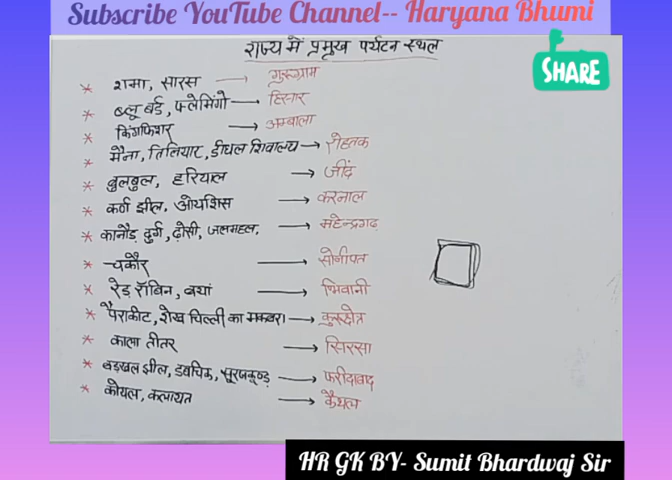 Subscribe YouTube Channel-- Haryana Bhumi
राज्य में प्रमुख पर्यटन स्थल
SHARE
* शमा, सारस → गुरुग्राम
* ब्लू बर्ड, फ्लेमिंगो → हिसार
* किंगफिशर → अम्बाला
* मैना, तिलियार, डीघल शिवालय → रोहतक
* बुलबुल, हरियाल → जींद
* कर्ण झील, ओयशिस → करनाल
* कानौड़ दुर्ग, ढ़ोसी, जलमहल, → महेन्द्रगढ़
* चकौर → सोनीपत
* रेड रॉबिन, बयां → भिवानी
* पैराकीट, शेख चिल्ली का मकबरा → कुरुक्षेत्र
* काला तीतर → सिरसा
* बड़खल झील, डबचिक, सूरजकुण्ड़ → फरीदाबाद
* कोयल, कलायत → कैथल
HR GK BY- Sumit Bhardwaj Sir